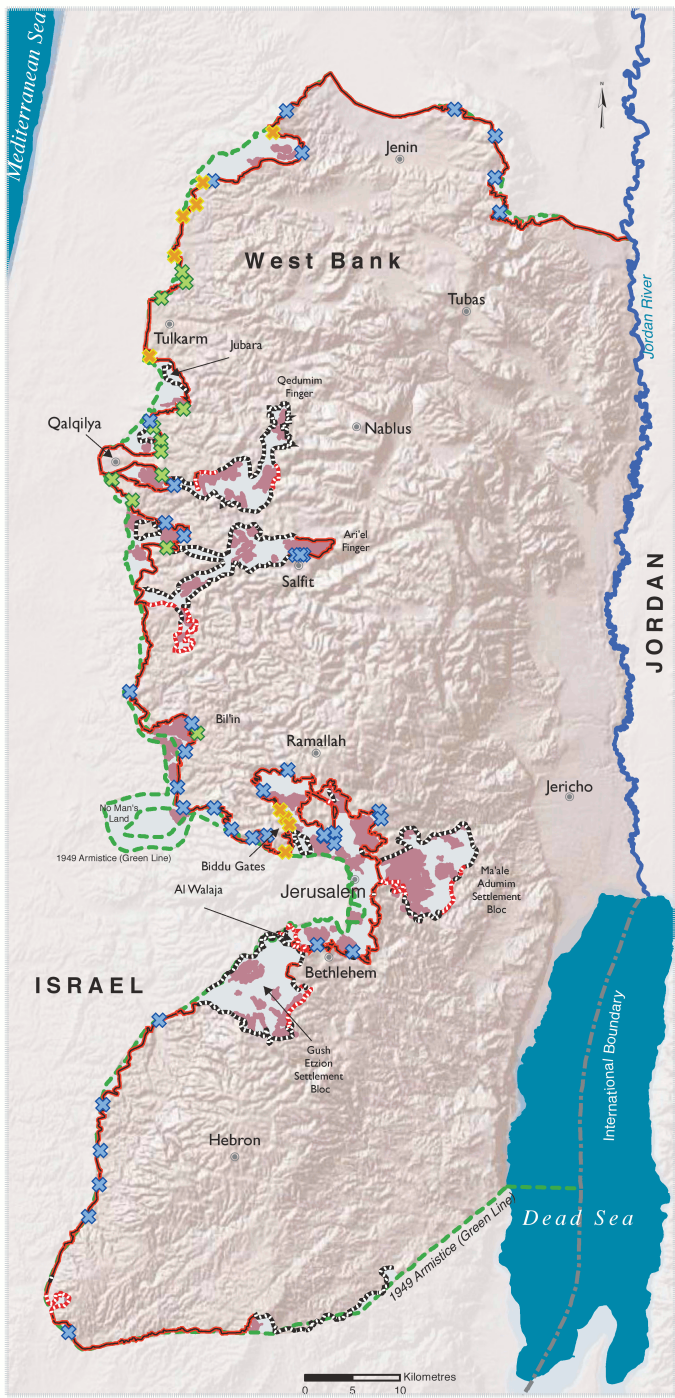 Mediterranean Sea
N
Jenin
West Bank
Tubas
Jordan River
Tulkarm
Jubara
Qedumim
Finger
Qalqilya
Nablus
Ari'el
Finger
Salfit
JORDAN
Bil'in
Ramallah
Jericho
No Man's
Land
1949 Armistice (Green Line)
Biddu Gates
Ma'ale
Adumim
Settlement
Bloc
Al Walaja
Jerusalem
Bethlehem
ISRAEL
International Boundary
Gush
Etzion
Settlement
Bloc
Hebron
Dead Sea
1949 Armistice (Green Line)
Kilometres
0 5 10